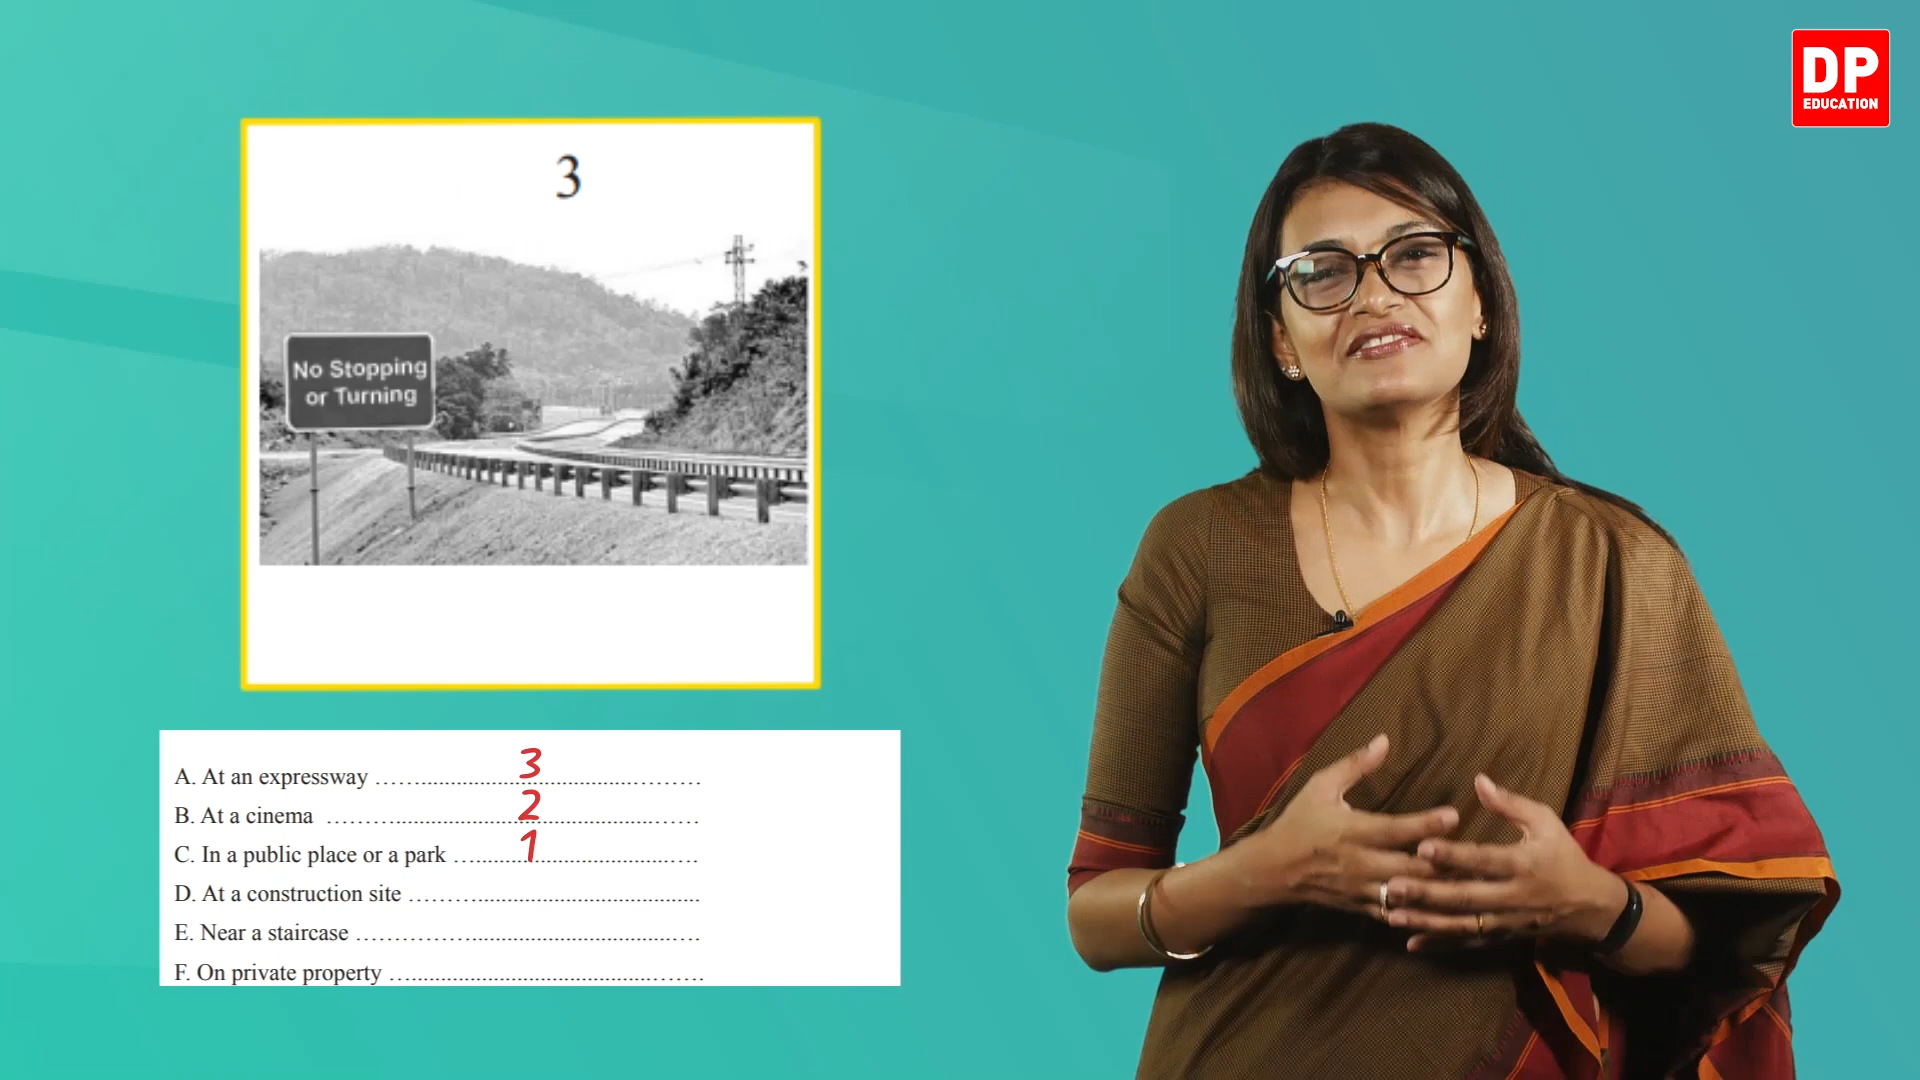 DP
EDUCATION
3
No Stopping
or Turning
A. At an expressway ........ 3
B. At a cinema ........ 2
C. In a public place or a park ........ 1
D. At a construction site ........
E. Near a staircase ........
F. On private property ........